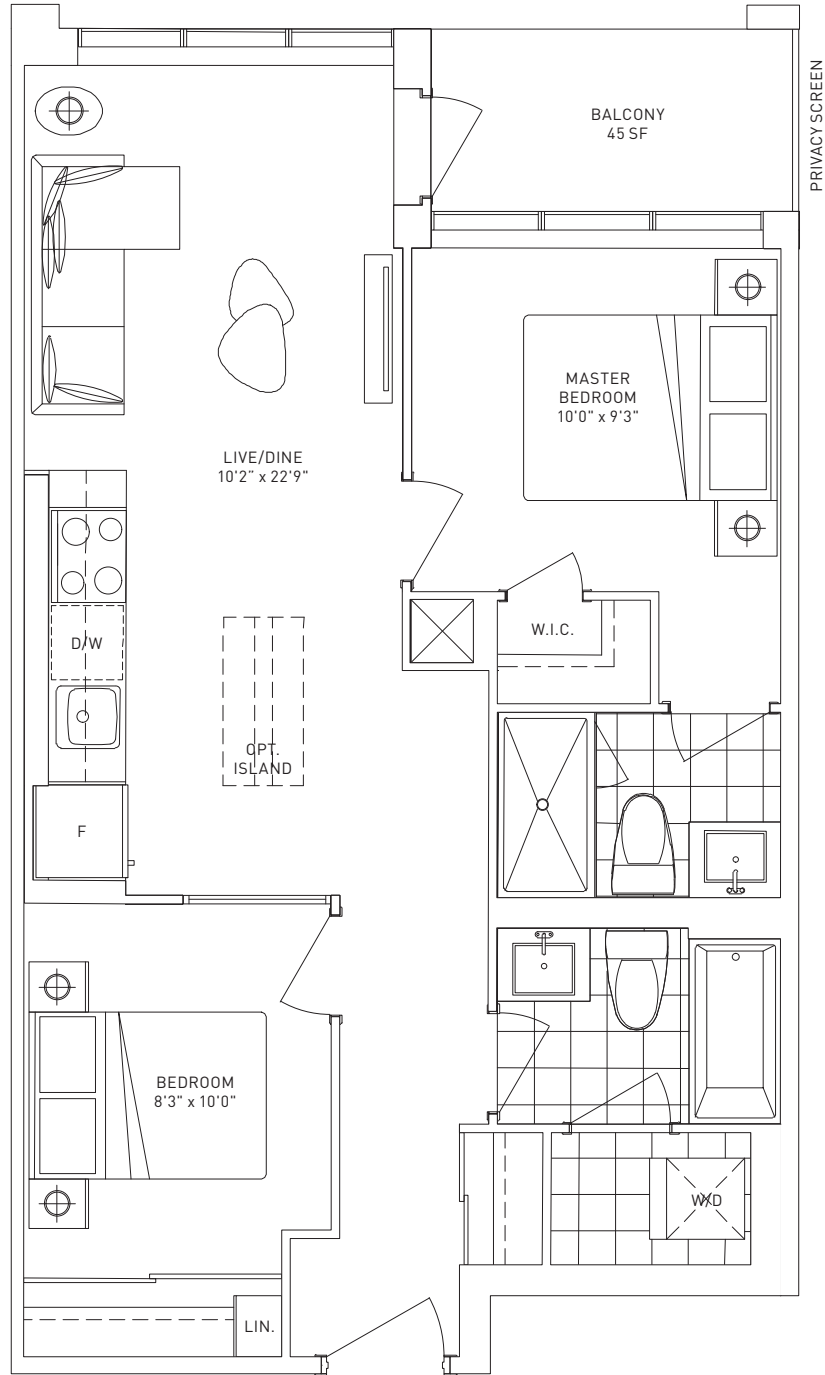 PRIVACY SCREEN
BALCONY
45 SF
MASTER
BEDROOM
10'0" x 9'3"
LIVE/DINE
10'2" x 22'9"
W.I.C.
D/W
OPT.
ISLAND
F
BEDROOM
8'3" x 10'0"
W/D
LIN.